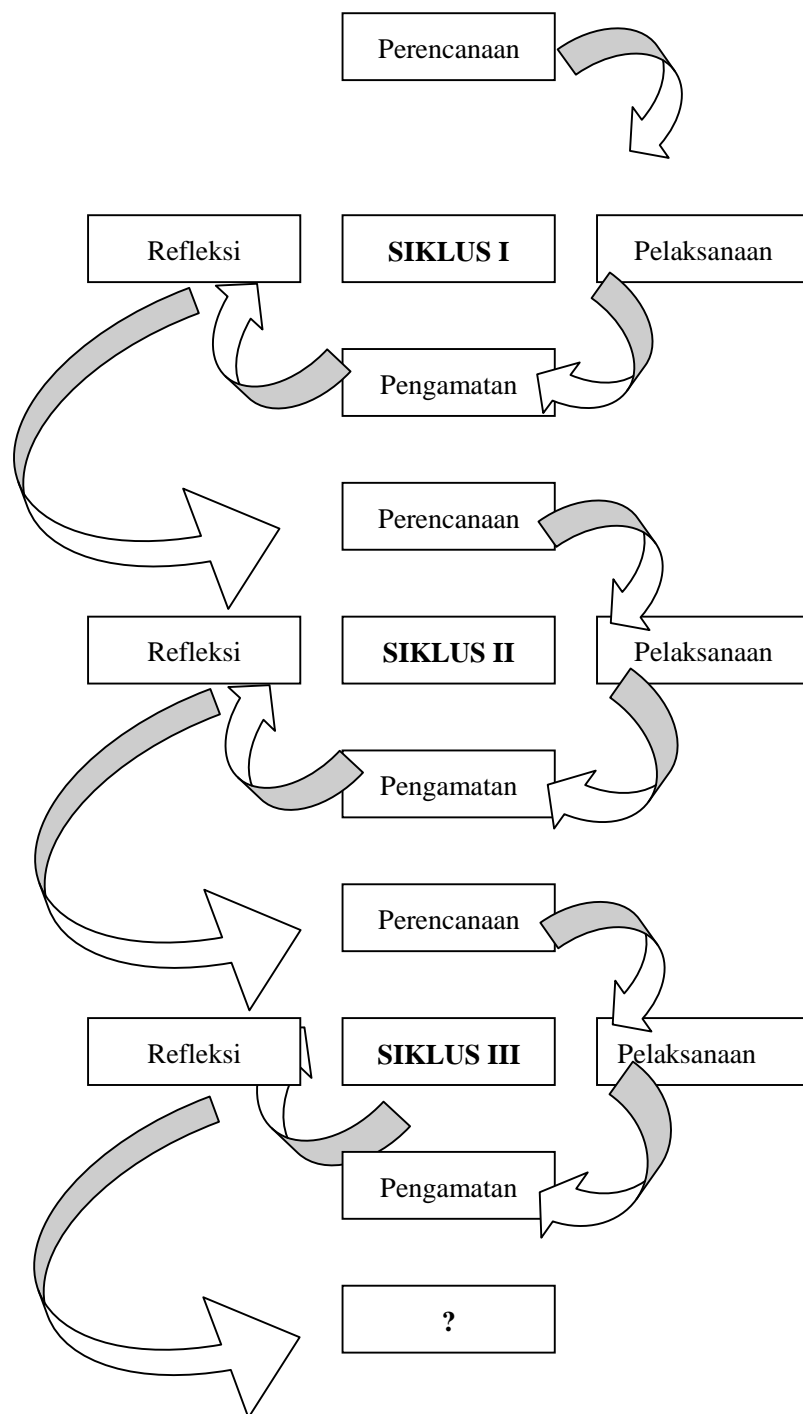 Perencanaan
Refleksi
SIKLUS I
Pelaksanaan
Pengamatan
Perencanaan
Refleksi
SIKLUS II
Pelaksanaan
Pengamatan
Perencanaan
Refleksi
SIKLUS III
Pelaksanaan
Pengamatan
?